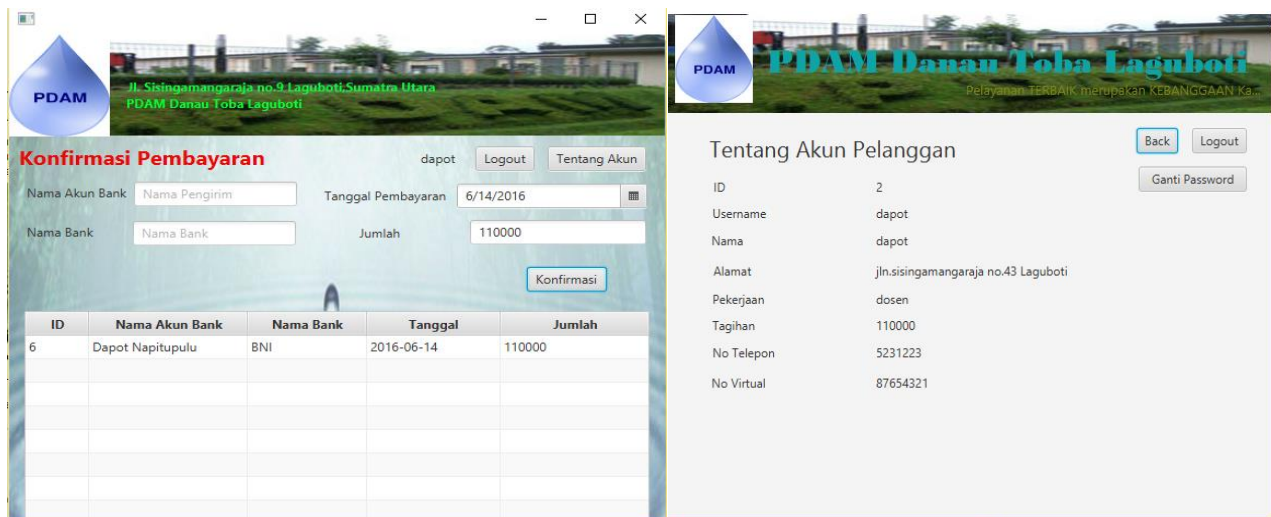 PDAM
Jl. Sisingamangaraja no.9 Laguboti,Sumatra Utara
PDAM Danau Toba Laguboti
Konfirmasi Pembayaran
dapot
Logout
Tentang Akun
Nama Akun Bank
Nama Pengirim
Tanggal Pembayaran
6/14/2016
Nama Bank
Nama Bank
Jumlah
110000
Konfirmasi
ID Nama Akun Bank Nama Bank Tanggal Jumlah
6 Dapot Napitupulu BNI 2016-06-14 110000
PDAM
PDAM Danau Toba Laguboti
Pelayanan TERBAIK merupakan KEBANGGAAN Ka...
Tentang Akun Pelanggan
Back
Logout
Ganti Password
ID 2
Username dapot
Nama dapot
Alamat jln.sisingamangaraja no.43 Laguboti
Pekerjaan dosen
Tagihan 110000
No Telepon 5231223
No Virtual 87654321